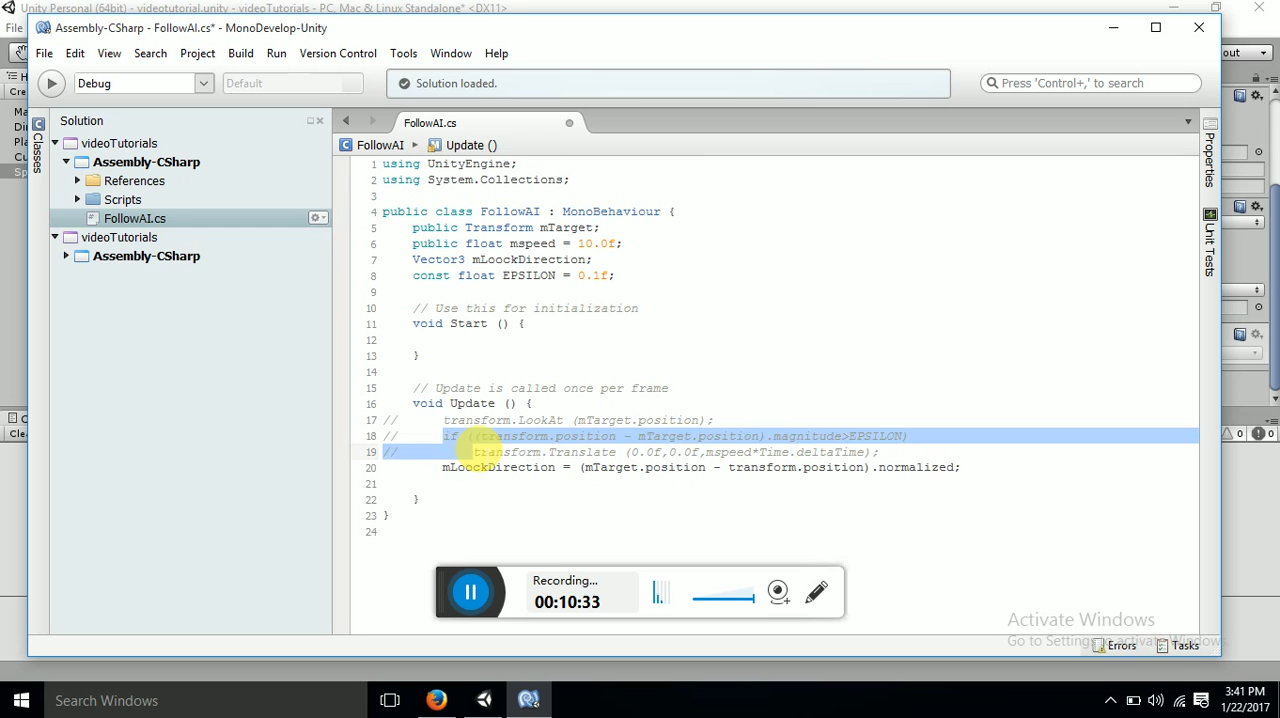 Unity Personal (64bit) - videotutorial.unity - videoTutorials - PC, Mac & Linux Standalone* <DX11>
Assembly-CSharp - FollowAI.cs* - MonoDevelop-Unity
File Edit View Search Project Build Run Version Control Tools Window Help
Debug
Default
Solution loaded.
Press 'Control+,' to search
Solution
videoTutorials
Assembly-CSharp
References
Scripts
FollowAI.cs
videoTutorials
Assembly-CSharp
Classes
Properties
Unit Tests
FollowAI.cs
FollowAI
Update ()
1 using UnityEngine;
2 using System.Collections;
3
4 public class FollowAI : MonoBehaviour {
5 public Transform mTarget;
6 public float mspeed = 10.0f;
7 Vector3 mLoockDirection;
8 const float EPSILON = 0.1f;
9
10 // Use this for initialization
11 void Start () {
12
13 }
14
15 // Update is called once per frame
16 void Update () {
17 // transform.LookAt (mTarget.position);
18 // if ((transform.position - mTarget.position).magnitude>EPSILON)
19 // transform.Translate (0.0f,0.0f,mspeed*Time.deltaTime);
20 mLoockDirection = (mTarget.position - transform.position).normalized;
21
22 }
23 }
24
Recording...
00:10:33
Activate Windows
Go to Settings to activate Windows.
Errors
Tasks
Search Windows
3:41 PM
1/22/2017